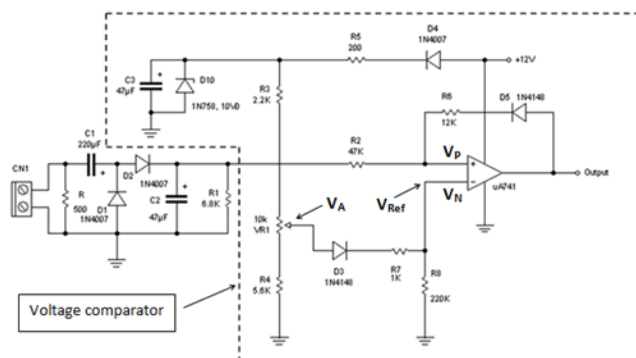 D4
1N4007
R5
200
+12V
C3
47µF
+
D10
1N758, 10V0
R3
2.2K
R6
12K
D5
1N4148
C1
220µF
+
R2
47K
VP
+
Output
CN1
D2
1N4007
VN
-
uA741
R
500
D1
1N4007
C2
47µF
+
R1
6.8K
VA
VRef
10k
VR1
D3
1N4148
R7
1K
R8
220K
R4
5.6K
Voltage comparator